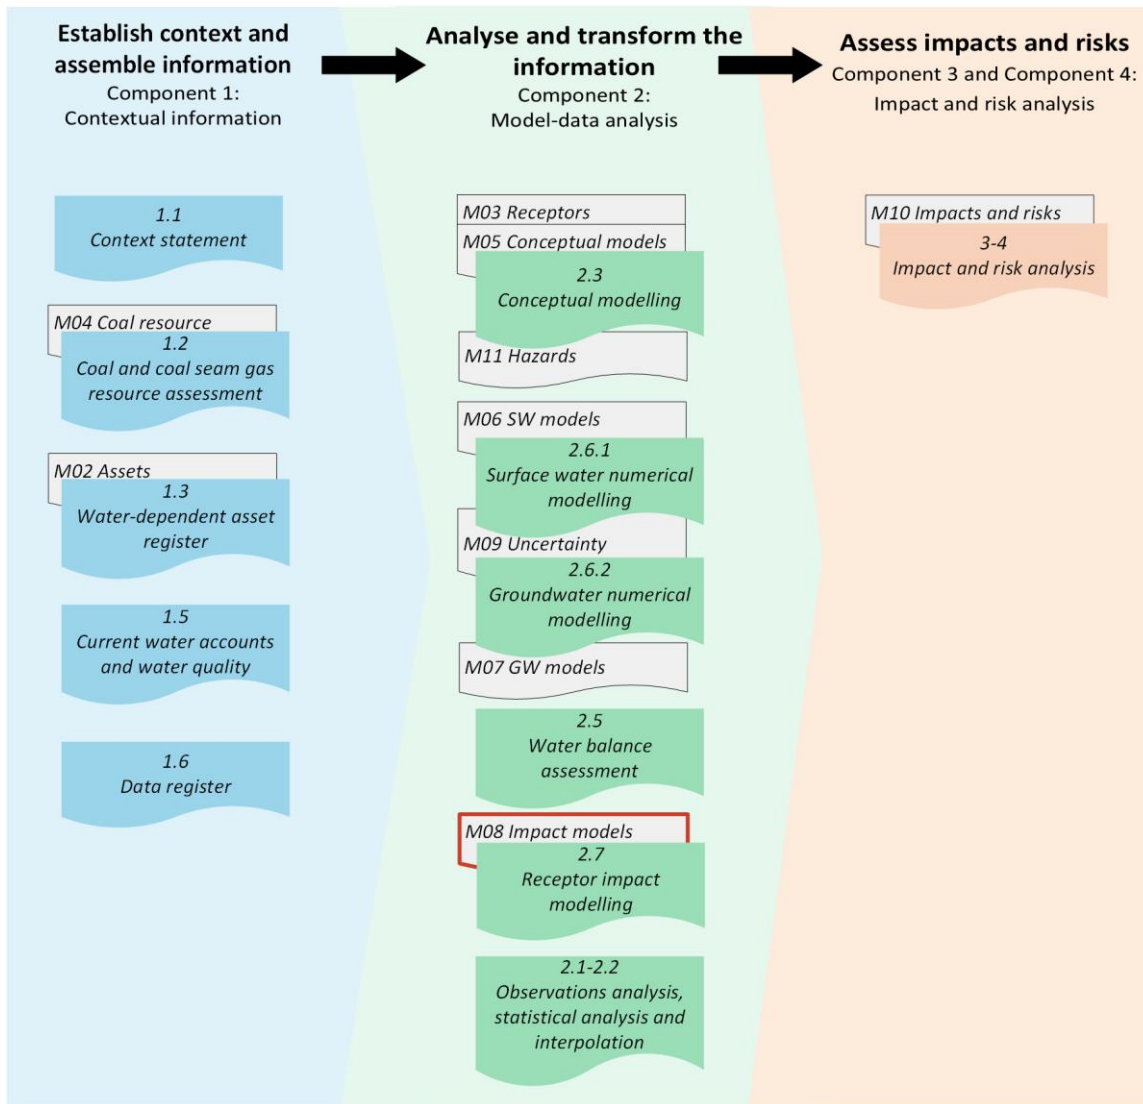 Establish context and
assemble information
Component 1:
Contextual information
Analyse and transform the
information
Component 2:
Model-data analysis
Assess impacts and risks
Component 3 and Component 4:
Impact and risk analysis
1.1
Context statement
M04 Coal resource
1.2
Coal and coal seam gas
resource assessment
M02 Assets
1.3
Water-dependent asset
register
1.5
Current water accounts
and water quality
1.6
Data register
M03 Receptors
M05 Conceptual models
2.3
Conceptual modelling
M11 Hazards
M06 SW models
2.6.1
Surface water numerical
modelling
M09 Uncertainty
2.6.2
Groundwater numerical
modelling
M07 GW models
2.5
Water balance
assessment
M08 Impact models
2.7
Receptor impact
modelling
2.1-2.2
Observations analysis,
statistical analysis and
interpolation
M10 Impacts and risks
3-4
Impact and risk analysis